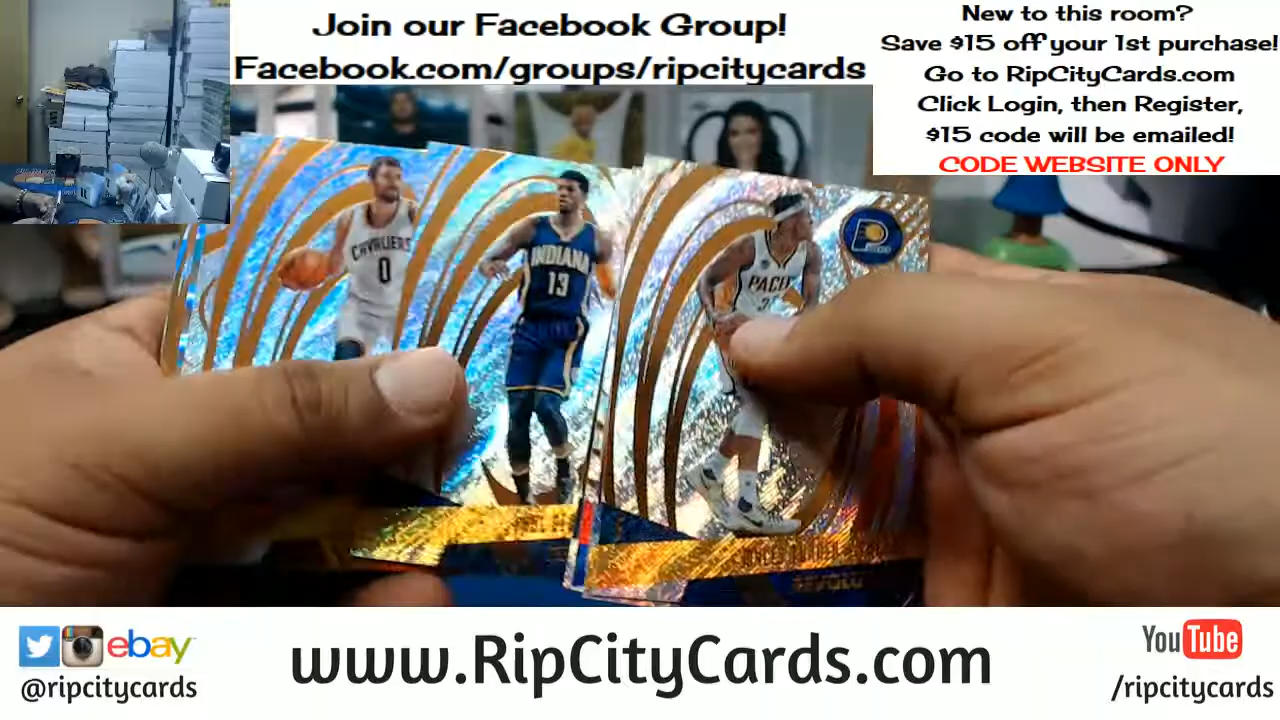 Join our Facebook Group!
Facebook.com/groups/ripcitycards
New to this room?
Save $15 off your 1st purchase!
Go to RipCityCards.com
Click Login, then Register,
$15 code will be emailed!
CODE WEBSITE ONLY
CAVALIERS
0
INDIANA
13
ebay
@ripcitycards
www.RipCityCards.com
YouTube
/ripcitycards